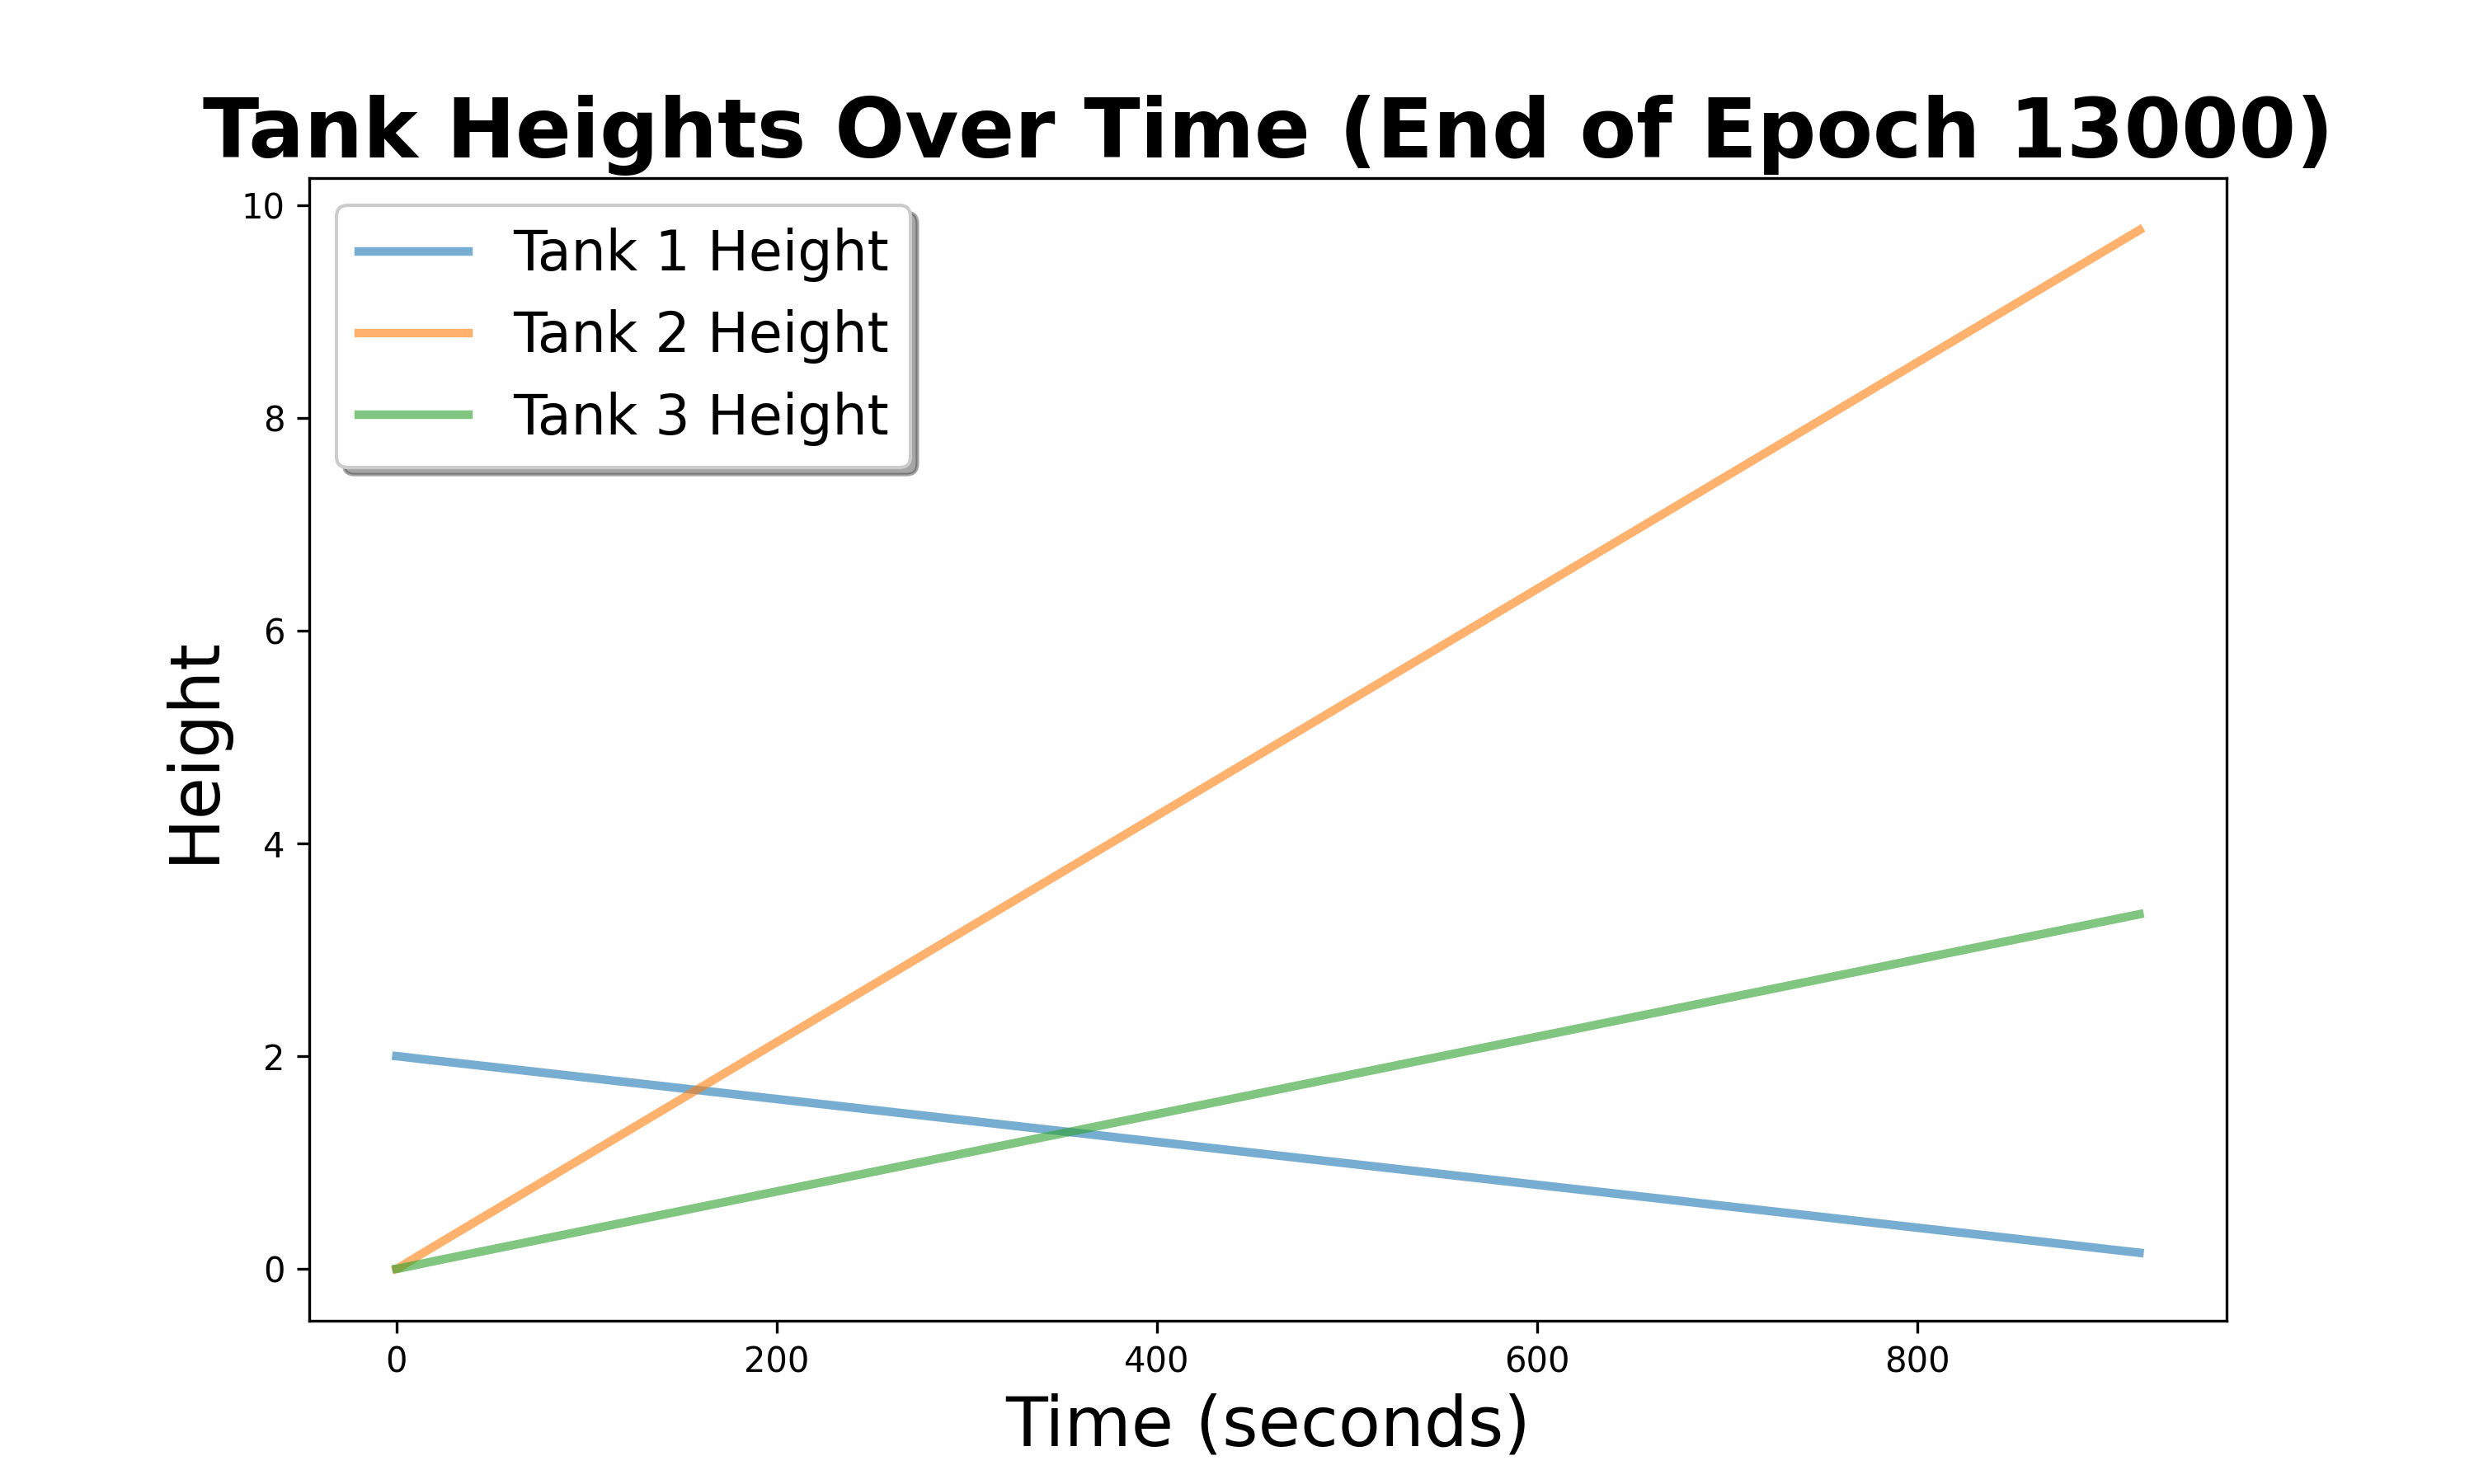 Tank Heights Over Time (End of Epoch 13000)
10
Tank 1 Height
Tank 2 Height
Tank 3 Height
8
6
4
2
0
Height
0 200 400 600 800
Time (seconds)